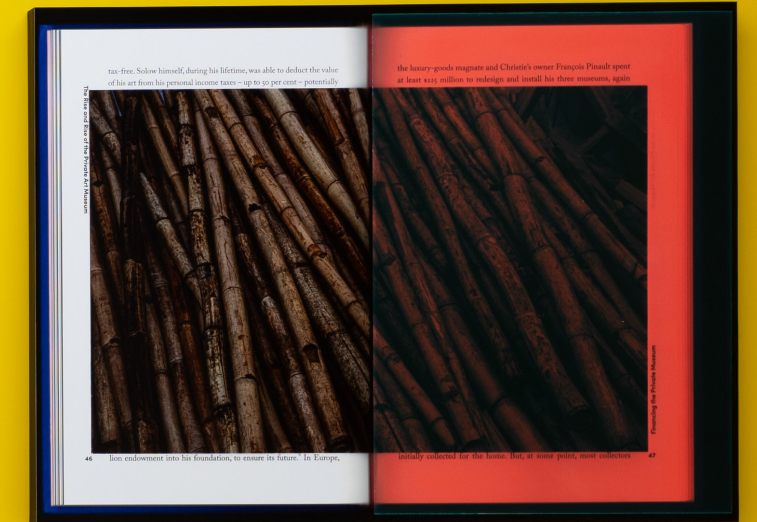 tax-free. Solow himself, during his lifetime, was able to deduct the value
of his art from his personal income taxes – up to 50 per cent – potentially
The Rise and Rise of the Private Art Museum
46
lion endowment into his foundation, to ensure its future.⁷ In Europe,
the luxury-goods magnate and Christie's owner François Pinault spent
at least $225 million to redesign and install his three museums, again
Financing the Private Museum
initially collected for the home. But, at some point, most collectors
47